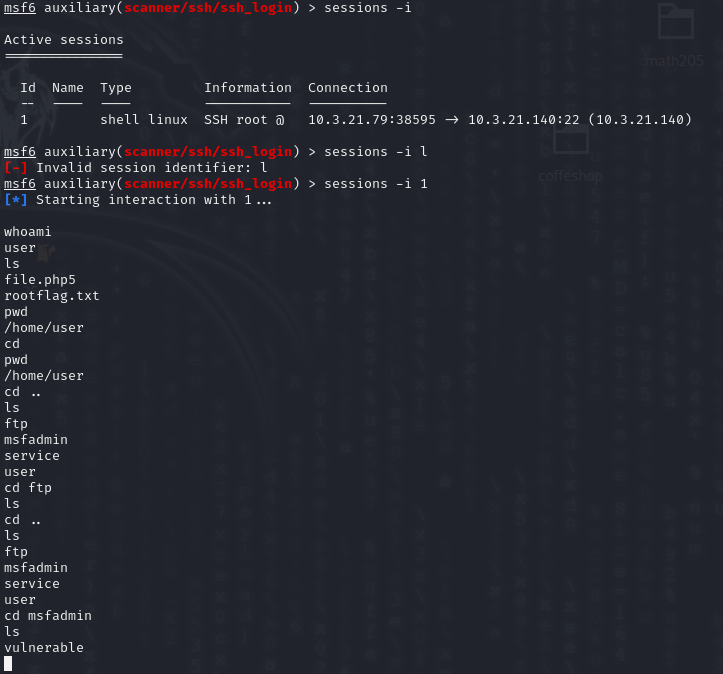 msf6 auxiliary(scanner/ssh/ssh_login) > sessions -i
Active sessions
===============
Id  Name  Type         Information  Connection
--  ----  ----         -----------  ----------
1         shell linux  SSH root @   10.3.21.79:38595 -> 10.3.21.140:22 (10.3.21.140)
msf6 auxiliary(scanner/ssh/ssh_login) > sessions -i l
[-] Invalid session identifier: l
msf6 auxiliary(scanner/ssh/ssh_login) > sessions -i 1
[*] Starting interaction with 1...
whoami
user
ls
file.php5
rootflag.txt
pwd
/home/user
cd
pwd
/home/user
cd ..
ls
ftp
msfadmin
service
user
cd ftp
ls
cd ..
ls
ftp
msfadmin
service
user
cd msfadmin
ls
vulnerable
math205
coffeshop